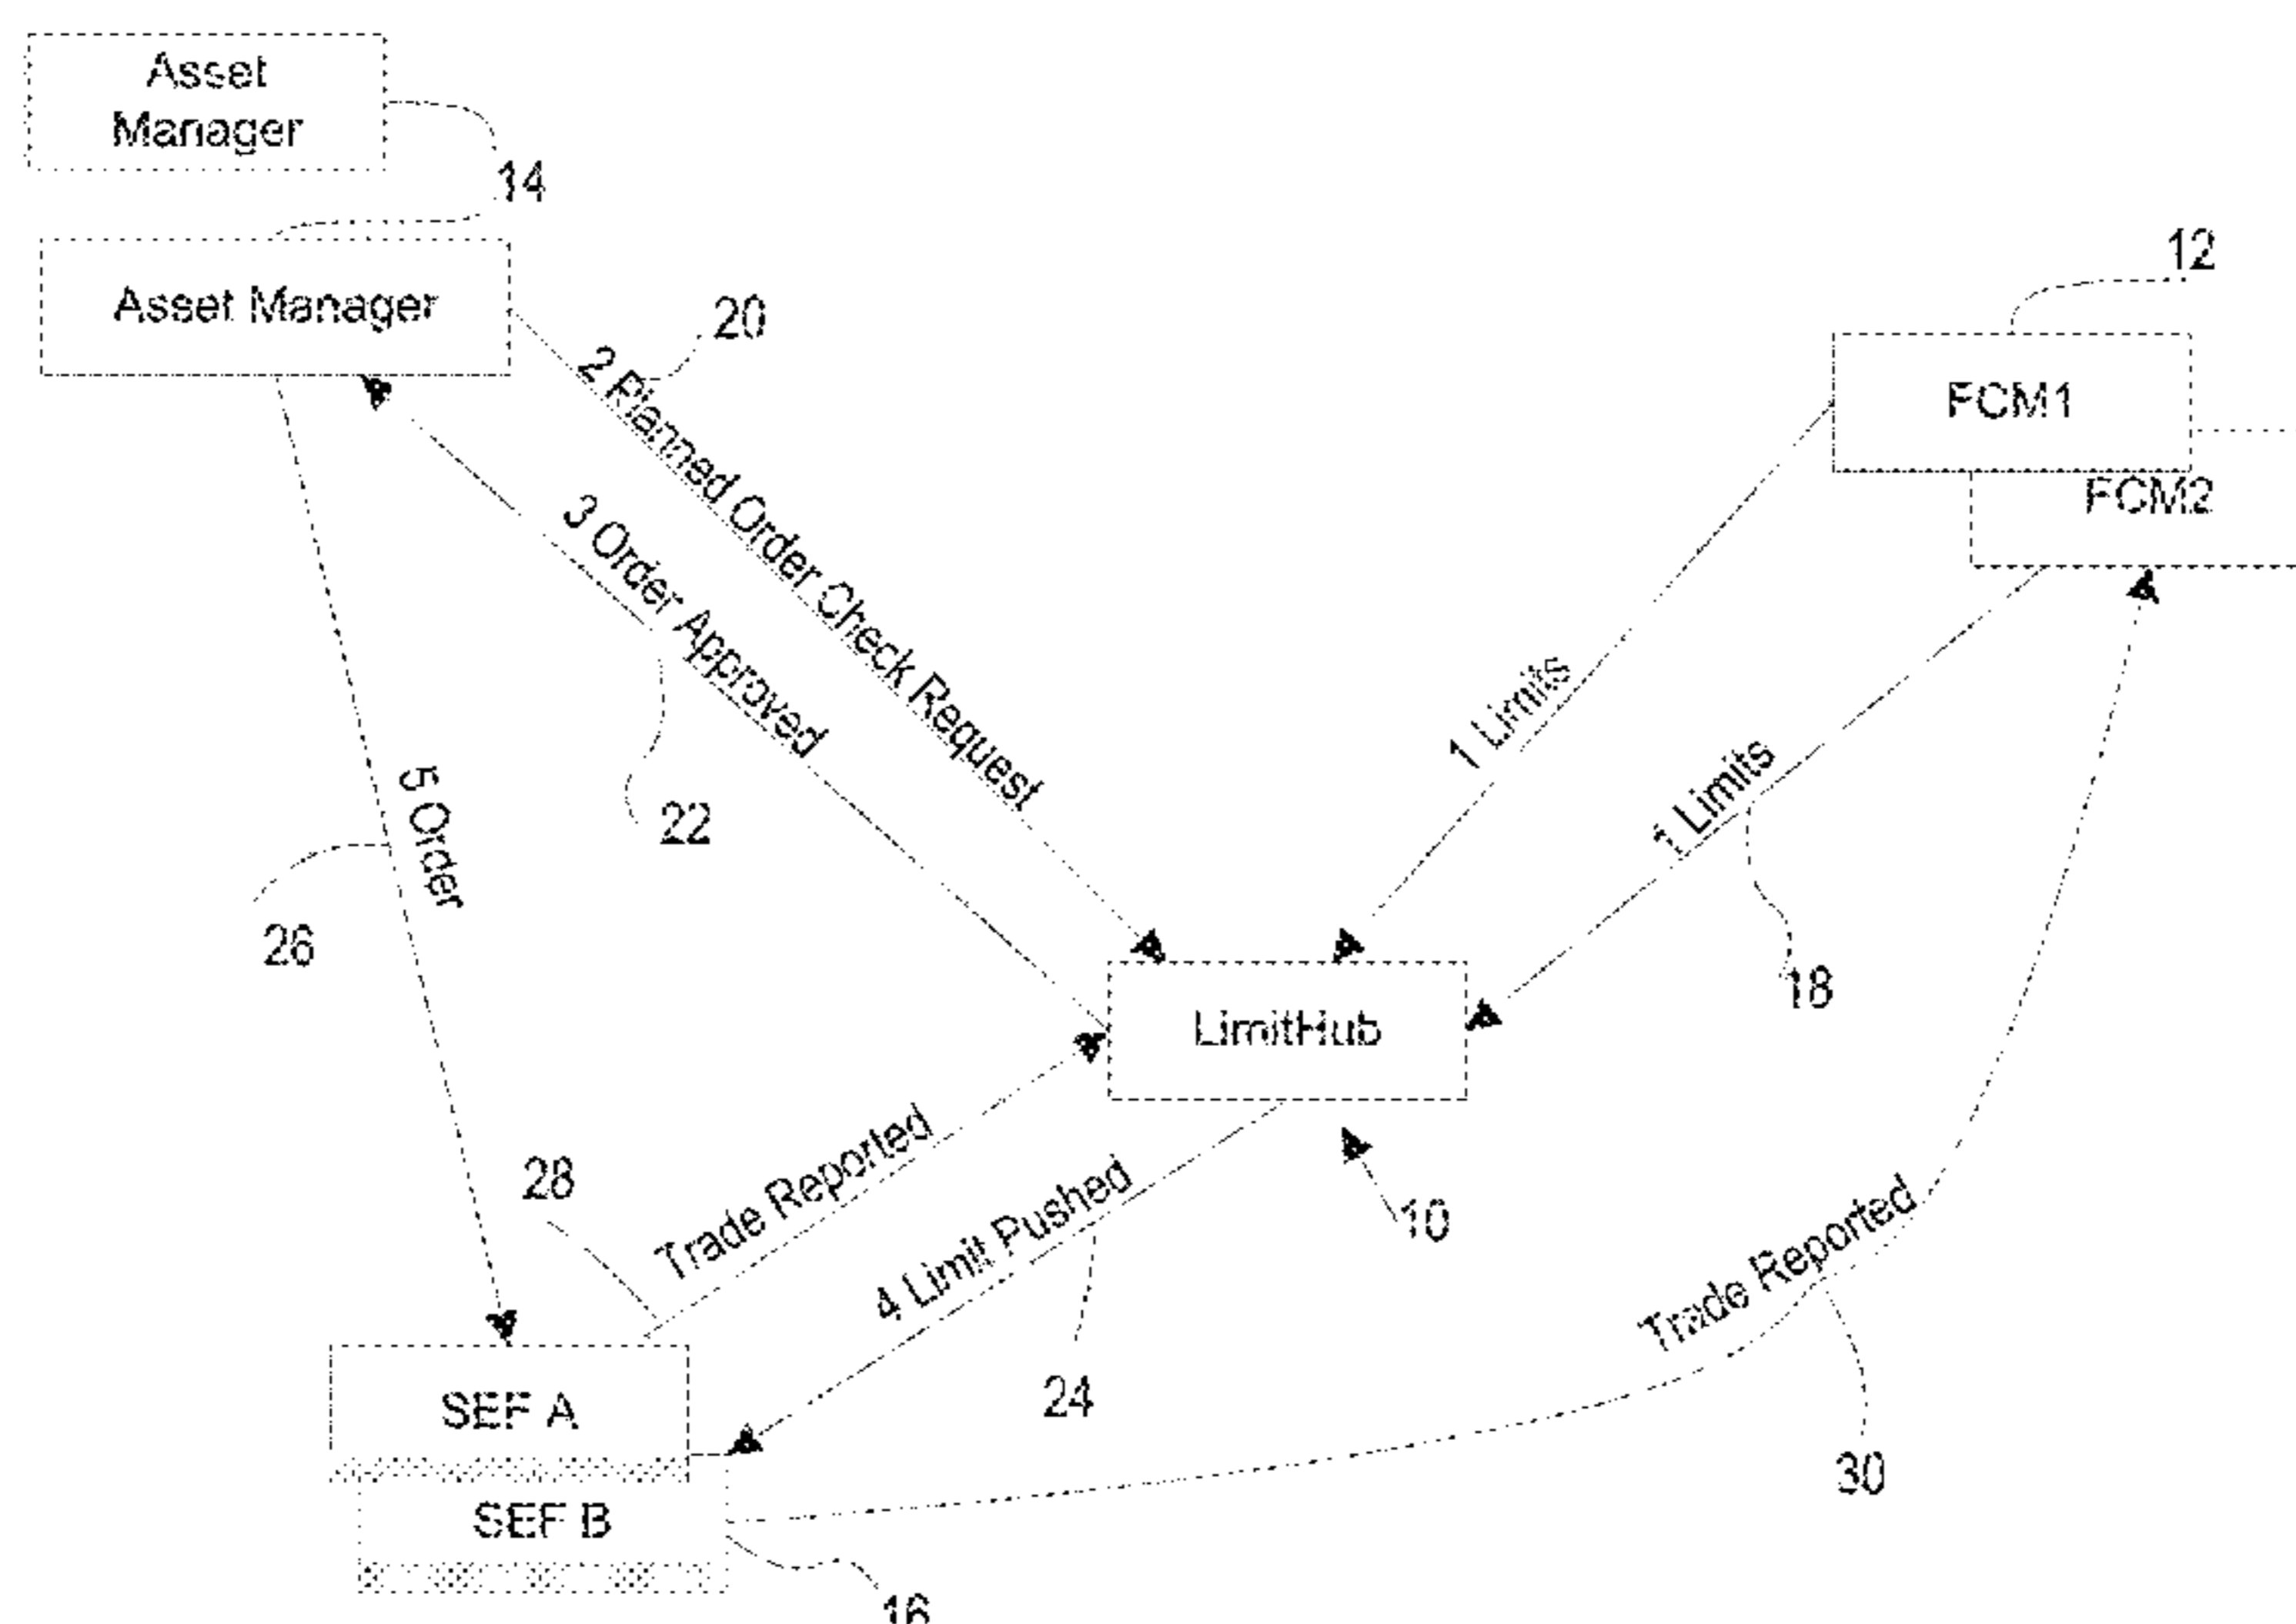 Asset
Manager
14
Asset Manager
20
12
FCM1
FCM2
2 Planned Order Check Request
3 Order Approved
22
1 Limits
1 Limits
18
5 Order
26
LimitHub
10
28
Trade Reported
4 Limit Pushed
24
Trade Reported
30
SEF A
SEF B
16